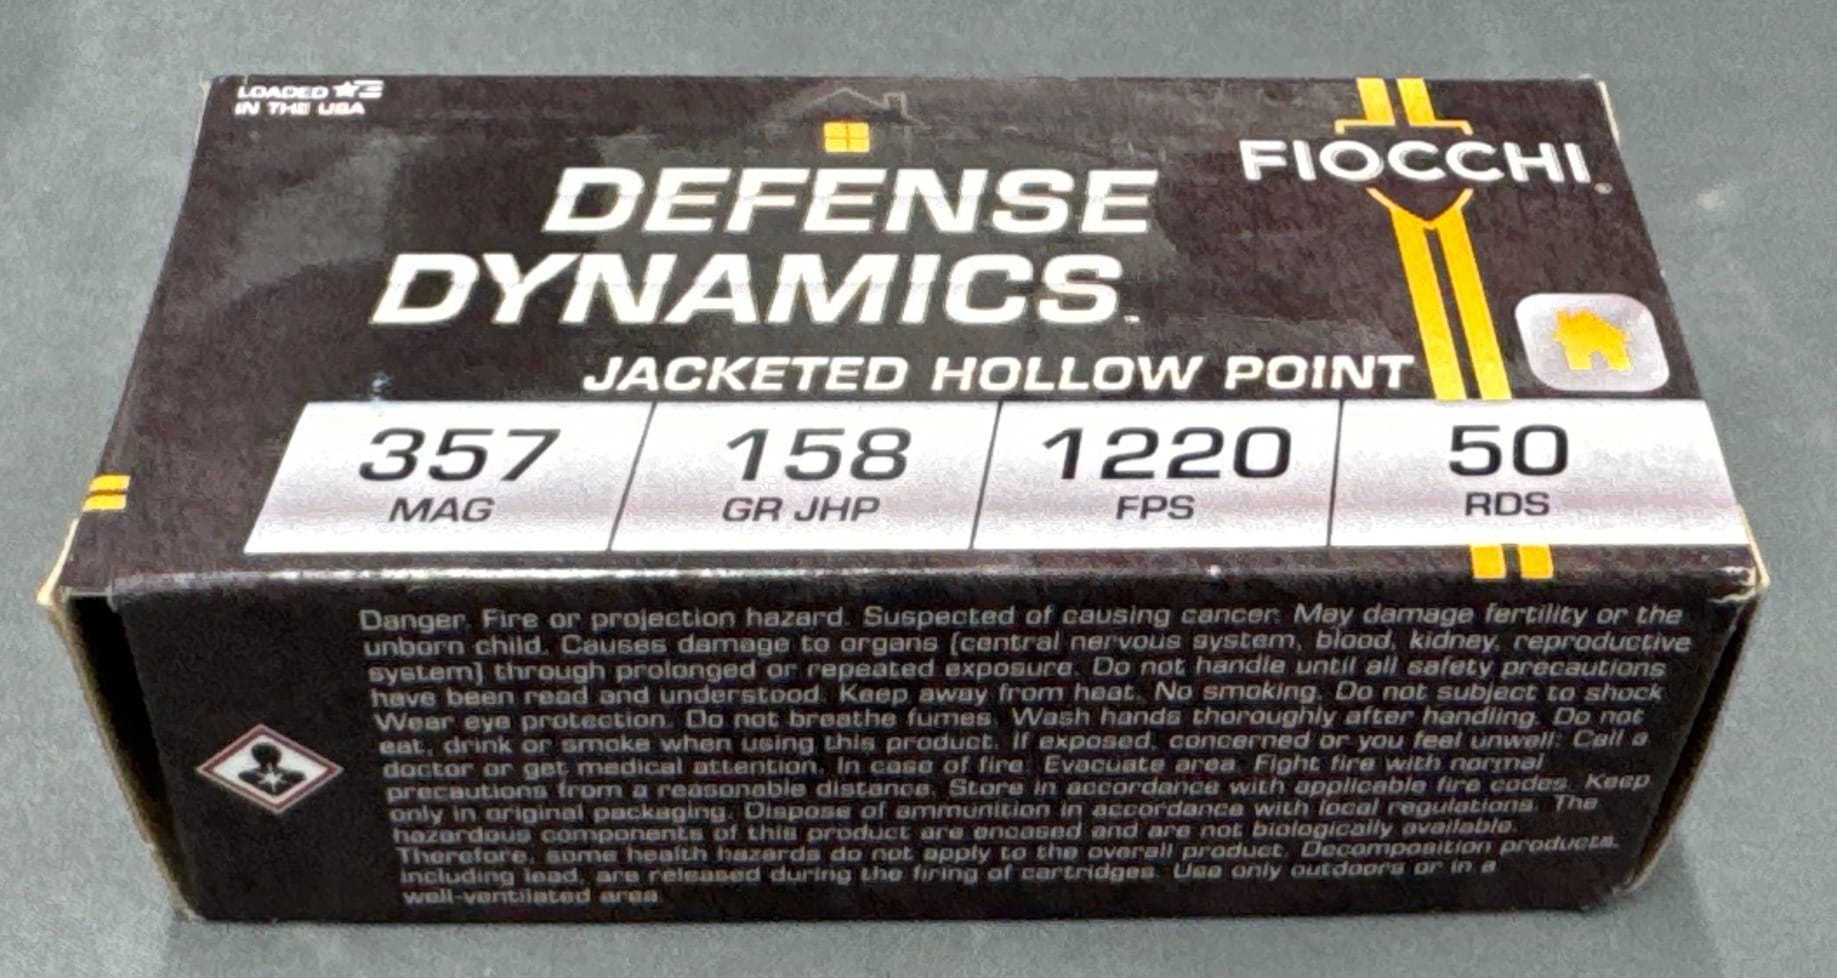 LOADED
IN THE USA
FIOCCHI®
DEFENSE
DYNAMICS™
JACKETED HOLLOW POINT
357 158 1220 50
MAG GR JHP FPS RDS
Danger. Fire or projection hazard. Suspected of causing cancer. May damage fertility or the
unborn child. Causes damage to organs (central nervous system, blood, kidney, reproductive
system) through prolonged or repeated exposure. Do not handle until all safety precautions
have been read and understood. Keep away from heat. No smoking. Do not subject to shock
Wear eye protection. Do not breathe fumes. Wash hands thoroughly after handling. Do not
eat, drink or smoke when using this product. If exposed, concerned or you feel unwell: Call a
doctor or get medical attention. In case of fire: Evacuate area. Fight fire with normal
precautions from a reasonable distance. Store in accordance with applicable fire codes. Keep
only in original packaging. Dispose of ammunition in accordance with local regulations. The
hazardous components of this product are encased and are not biologically available.
Therefore, some health hazards do not apply to the overall product. Decomposition products,
including lead, are released during the firing of cartridges. Use only outdoors or in a
well-ventilated area.